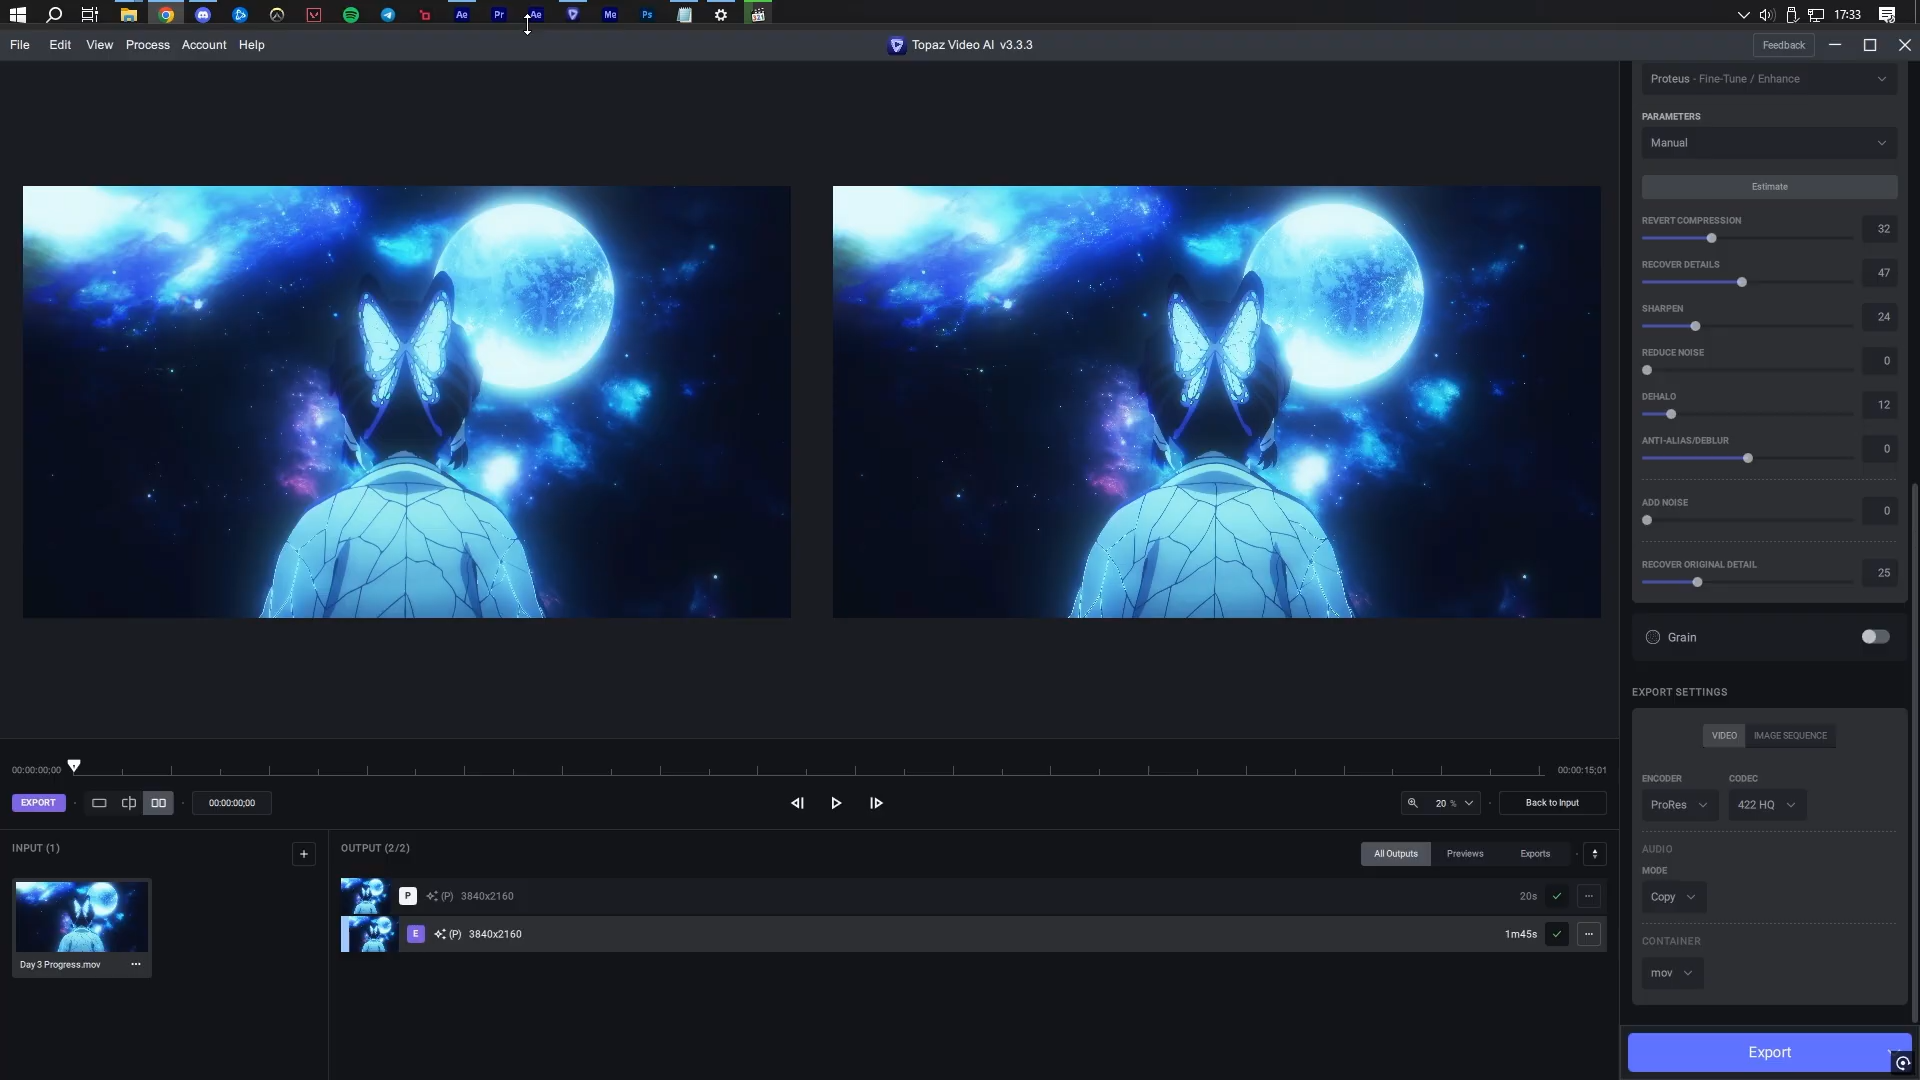 Ae Pr Ae Me Ps 17:33
File Edit View Process Account Help
Topaz Video AI v3.3.3
Feedback
Proteus - Fine-Tune / Enhance
PARAMETERS
Manual
Estimate
REVERT COMPRESSION
32
RECOVER DETAILS
47
SHARPEN
24
REDUCE NOISE
0
DEHALO
12
ANTI-ALIAS/DEBLUR
0
ADD NOISE
0
RECOVER ORIGINAL DETAIL
25
Grain
EXPORT SETTINGS
VIDEO IMAGE SEQUENCE
ENCODER CODEC
ProRes 422 HQ
AUDIO
MODE
Copy
CONTAINER
mov
Export
00:00:00;00 00:00:15;01
EXPORT 00:00:00;00 20 % Back to Input
INPUT (1) +
Day 3 Progress.mov ...
OUTPUT (2/2) All Outputs Previews Exports
P (P) 3840x2160 20s ...
E (P) 3840x2160 1m45s ...